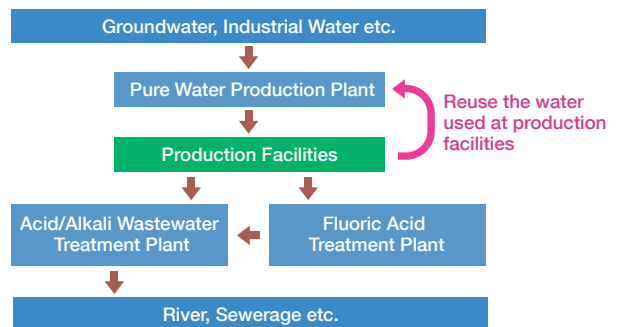 Groundwater, Industrial Water etc.
Pure Water Production Plant
Reuse the water
used at production
facilities
Production Facilities
Acid/Alkali Wastewater
Treatment Plant
Fluoric Acid
Treatment Plant
River, Sewerage etc.